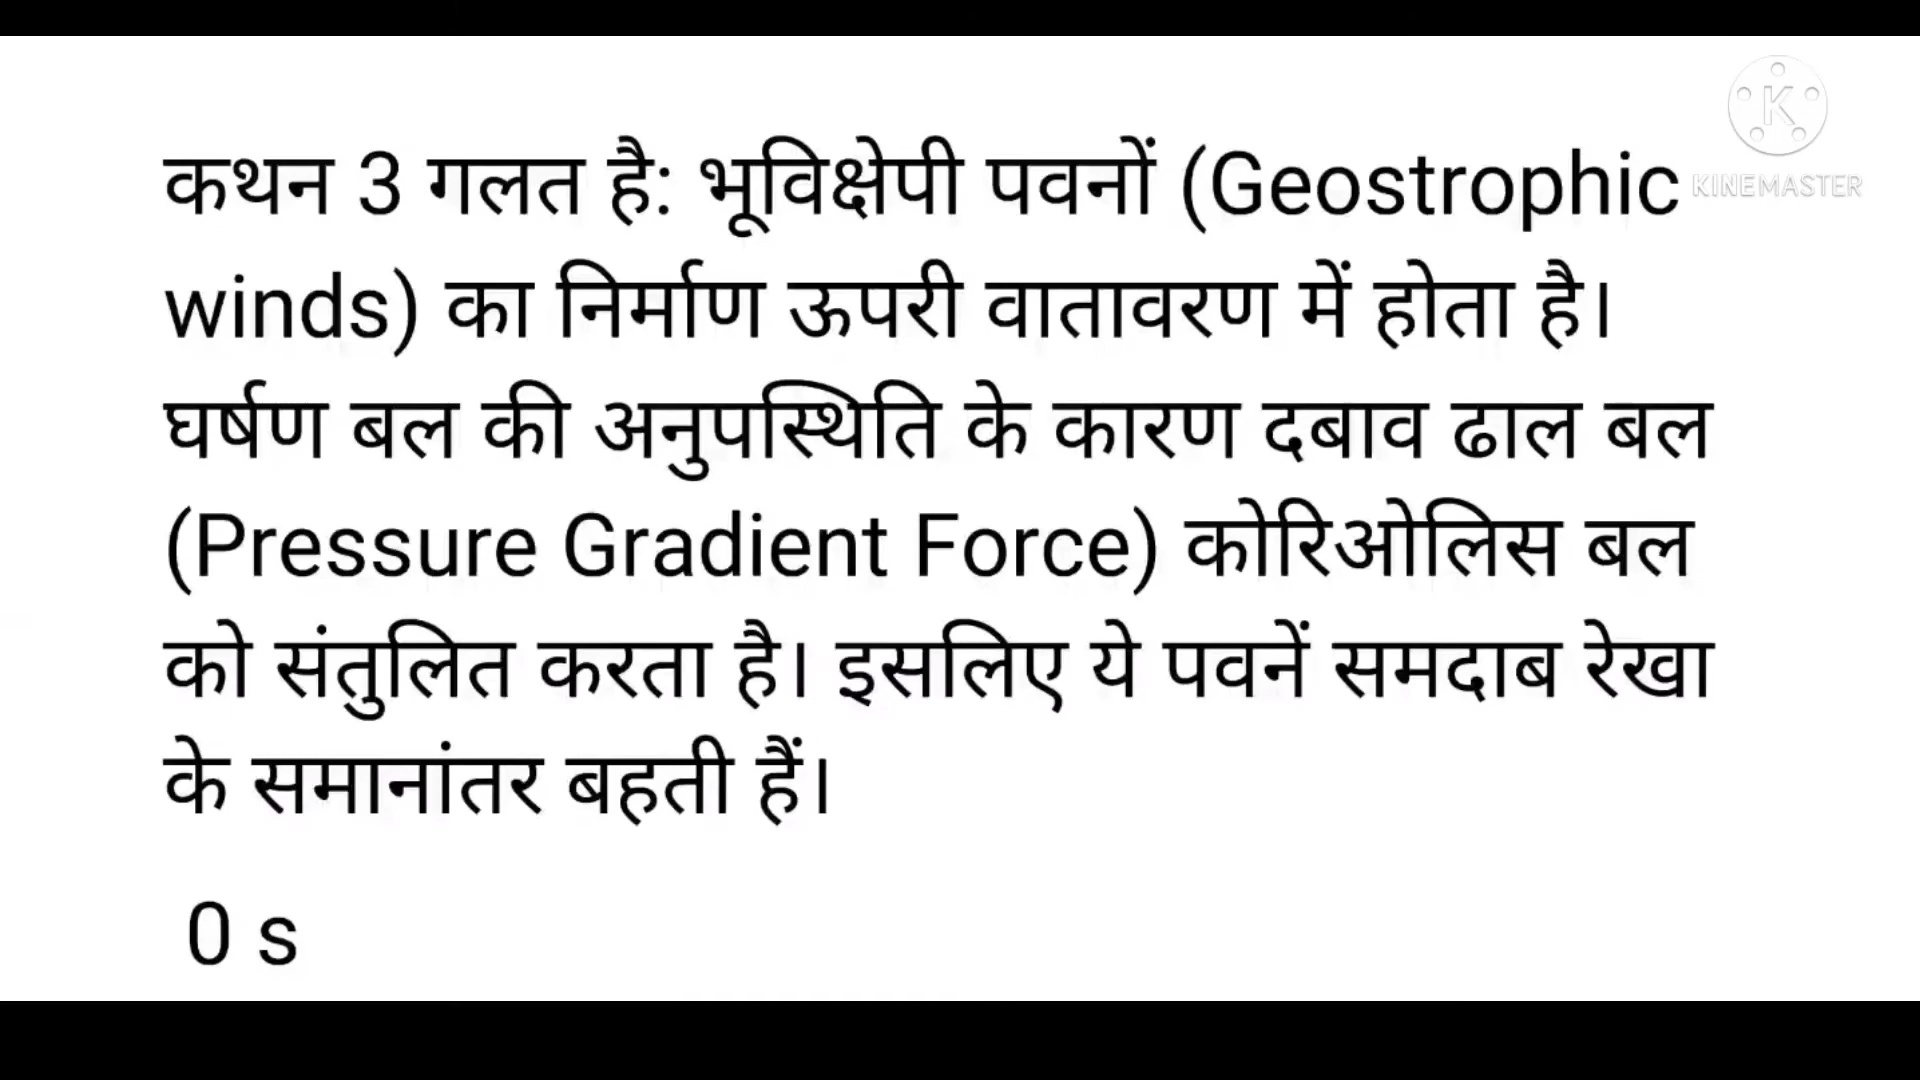 कथन 3 गलत है: भूविक्षेपी पवनों (Geostrophic
winds) का निर्माण ऊपरी वातावरण में होता है।
घर्षण बल की अनुपस्थिति के कारण दबाव ढाल बल
(Pressure Gradient Force) कोरिओलिस बल
को संतुलित करता है। इसलिए ये पवनें समदाब रेखा
के समानांतर बहती हैं।
0 s
K
KINEMASTER